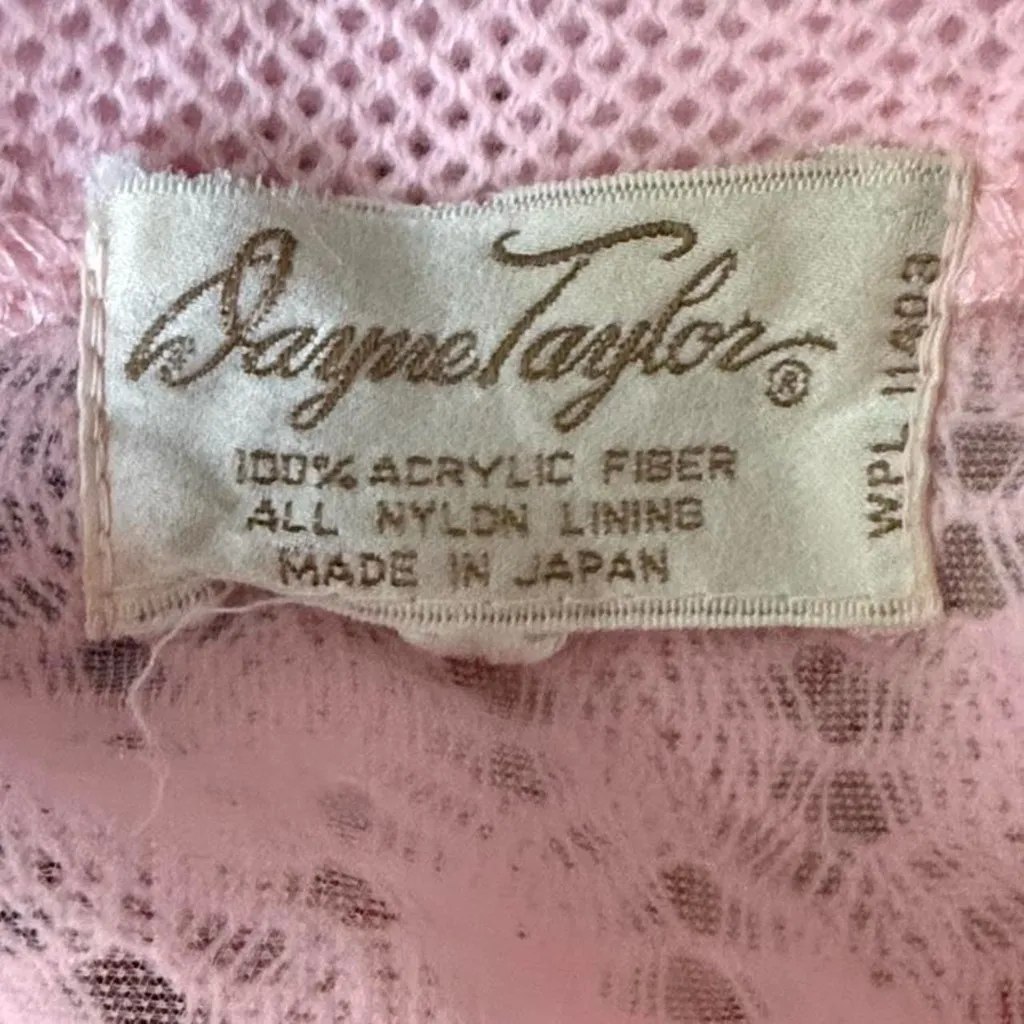 Jayne Taylor ®
100% ACRYLIC FIBER
ALL NYLON LINING
MADE IN JAPAN
WPL 11403